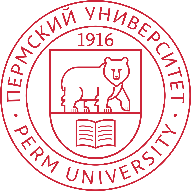 ПЕРМСКИЙ УНИВЕРСИТЕТ
1916
PERM UNIVERSITY